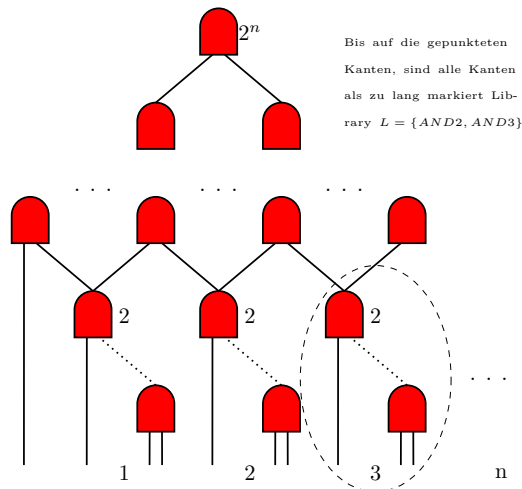 2^n
Bis auf die gepunkteten
Kanten, sind alle Kanten
als zu lang markiert Lib-
rary L = {AND2, AND3}
. . . . . . . . .
2 2 2
. . .
1 2 3 n